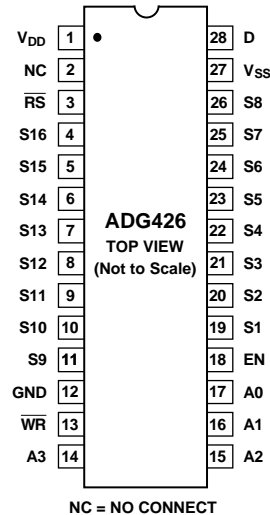 VDD 1 28 D
NC 2 27 VSS
R̅S̅ 3 26 S8
S16 4 25 S7
S15 5 24 S6
S14 6 23 S5
S13 7 22 S4
S12 8 21 S3
S11 9 20 S2
S10 10 19 S1
S9 11 18 EN
GND 12 17 A0
W̅R̅ 13 16 A1
A3 14 15 A2
ADG426
TOP VIEW
(Not to Scale)
NC = NO CONNECT